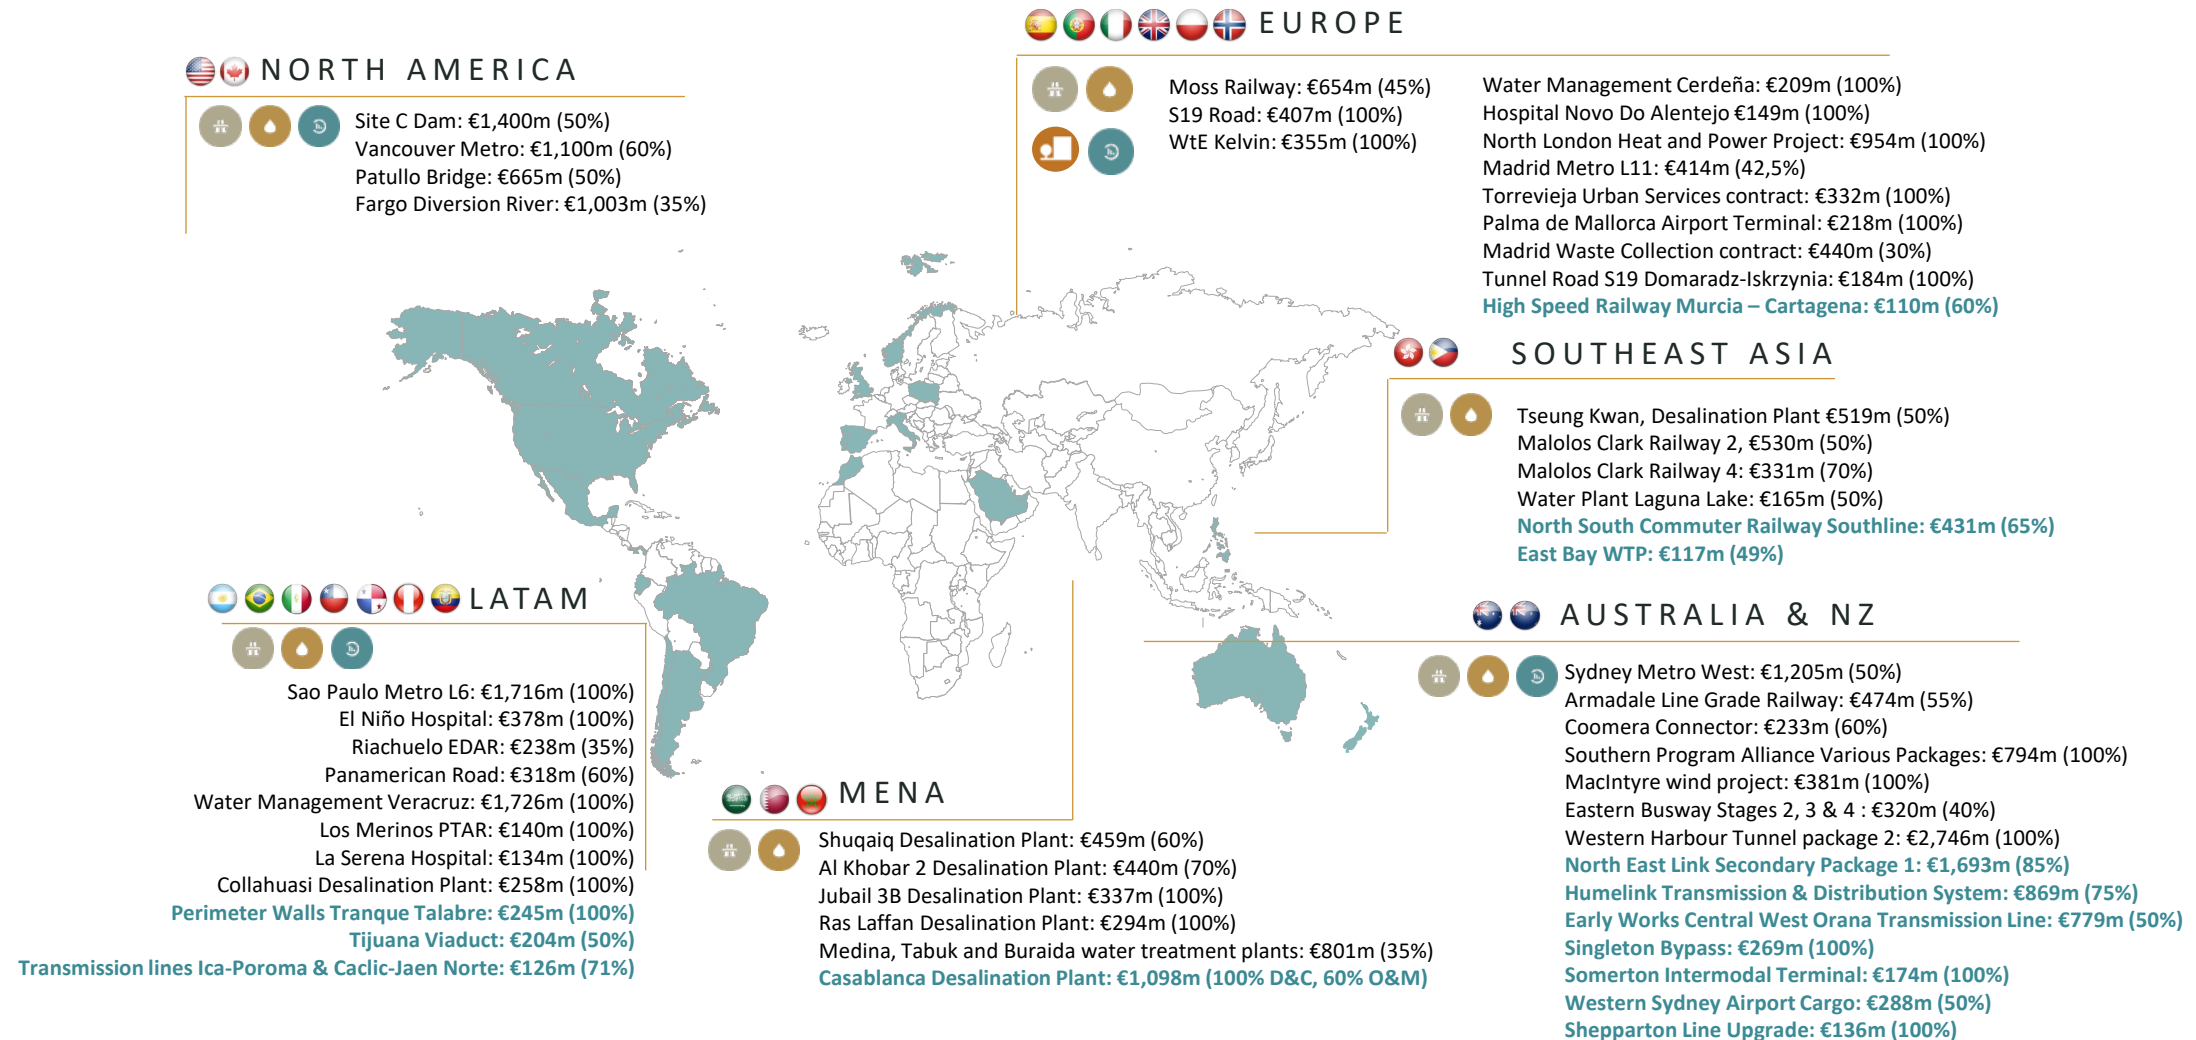 NORTH AMERICA
Site C Dam: €1,400m (50%)
Vancouver Metro: €1,100m (60%)
Patullo Bridge: €665m (50%)
Fargo Diversion River: €1,003m (35%)
EUROPE
Moss Railway: €654m (45%)
S19 Road: €407m (100%)
WtE Kelvin: €355m (100%)
Water Management Cerdeña: €209m (100%)
Hospital Novo Do Alentejo €149m (100%)
North London Heat and Power Project: €954m (100%)
Madrid Metro L11: €414m (42,5%)
Torrevieja Urban Services contract: €332m (100%)
Palma de Mallorca Airport Terminal: €218m (100%)
Madrid Waste Collection contract: €440m (30%)
Tunnel Road S19 Domaradz-Iskrzynia: €184m (100%)
High Speed Railway Murcia – Cartagena: €110m (60%)
SOUTHEAST ASIA
Tseung Kwan, Desalination Plant €519m (50%)
Malolos Clark Railway 2, €530m (50%)
Malolos Clark Railway 4: €331m (70%)
Water Plant Laguna Lake: €165m (50%)
North South Commuter Railway Southline: €431m (65%)
East Bay WTP: €117m (49%)
LATAM
Sao Paulo Metro L6: €1,716m (100%)
El Niño Hospital: €378m (100%)
Riachuelo EDAR: €238m (35%)
Panamerican Road: €318m (60%)
Water Management Veracruz: €1,726m (100%)
Los Merinos PTAR: €140m (100%)
La Serena Hospital: €134m (100%)
Collahuasi Desalination Plant: €258m (100%)
Perimeter Walls Tranque Talabre: €245m (100%)
Tijuana Viaduct: €204m (50%)
Transmission lines Ica-Poroma & Caclic-Jaen Norte: €126m (71%)
MENA
Shuqaiq Desalination Plant: €459m (60%)
Al Khobar 2 Desalination Plant: €440m (70%)
Jubail 3B Desalination Plant: €337m (100%)
Ras Laffan Desalination Plant: €294m (100%)
Medina, Tabuk and Buraida water treatment plants: €801m (35%)
Casablanca Desalination Plant: €1,098m (100% D&C, 60% O&M)
AUSTRALIA & NZ
Sydney Metro West: €1,205m (50%)
Armadale Line Grade Railway: €474m (55%)
Coomera Connector: €233m (60%)
Southern Program Alliance Various Packages: €794m (100%)
MacIntyre wind project: €381m (100%)
Eastern Busway Stages 2, 3 & 4 : €320m (40%)
Western Harbour Tunnel package 2: €2,746m (100%)
North East Link Secondary Package 1: €1,693m (85%)
Humelink Transmission & Distribution System: €869m (75%)
Early Works Central West Orana Transmission Line: €779m (50%)
Singleton Bypass: €269m (100%)
Somerton Intermodal Terminal: €174m (100%)
Western Sydney Airport Cargo: €288m (50%)
Shepparton Line Upgrade: €136m (100%)